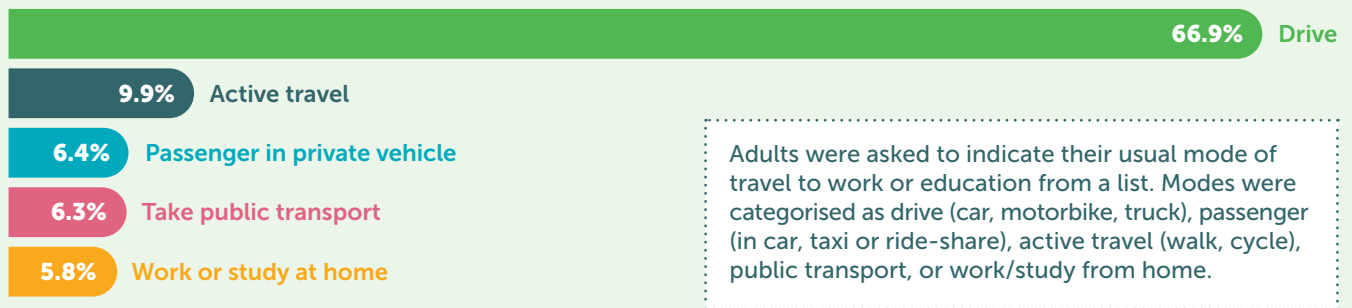 66.9% Drive
9.9% Active travel
6.4% Passenger in private vehicle
6.3% Take public transport
5.8% Work or study at home
Adults were asked to indicate their usual mode of
travel to work or education from a list. Modes were
categorised as drive (car, motorbike, truck), passenger
(in car, taxi or ride-share), active travel (walk, cycle),
public transport, or work/study from home.